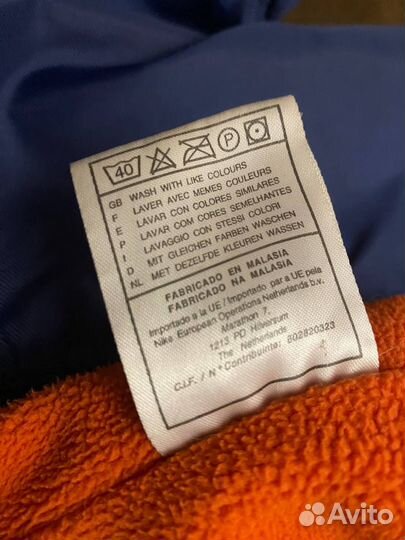 40 P
GB WASH WITH LIKE COLOURS
F LAVER AVEC MEMES COULEURS
E LAVAR CON COLORES SIMILARES
P LAVAR COM CORES SEMELHANTES
I LAVAGGIO CON STESSI COLORI
D MIT GLEICHEN FARBEN WASCHEN
NL MET DEZELFDE KLEUREN WASSEN
FABRICADO EN MALASIA
FABRICADO NA MALASIA
Importado a la UE / Importado par a UE pela
Nike European Operations Netherlands b.v.
Marathon 7,
1213 PD Hilversum
The Netherlands
C.I.F. / N° Contribuinte: 802820323
Avito